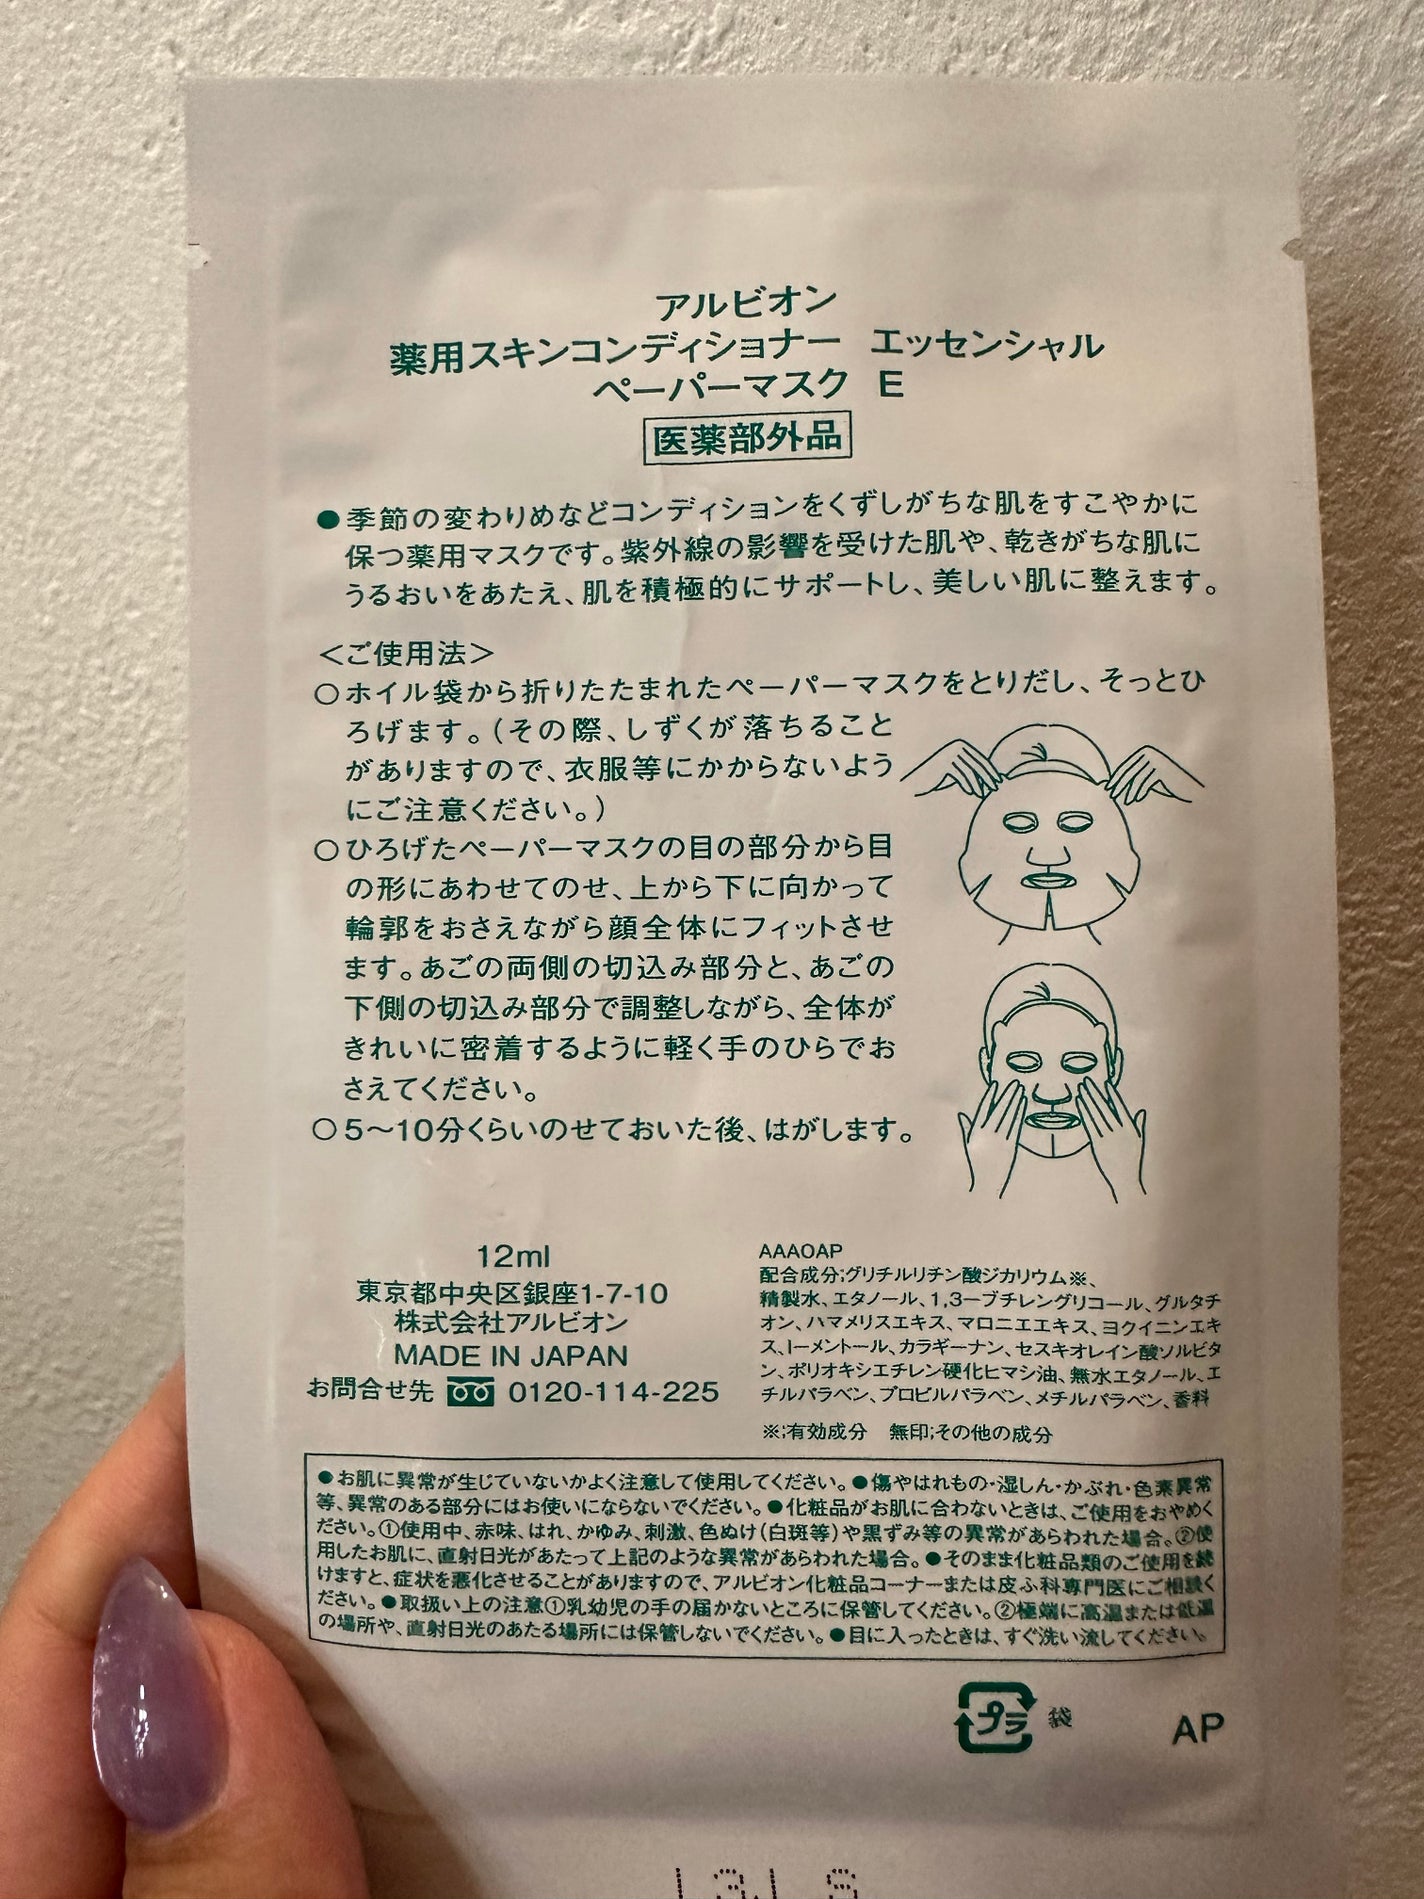 アルビオン
薬用スキンコンディショナー エッセンシャル
ペーパーマスク E
医薬部外品
●季節の変わりめなどコンディションをくずしがちな肌をすこやかに
保つ薬用マスクです。紫外線の影響を受けた肌や、乾きがちな肌に
うるおいをあたえ、肌を積極的にサポートし、美しい肌に整えます。
＜ご使用法＞
○ホイル袋から折りたたまれたペーパーマスクをとりだし、そっとひ
ろげます。(その際、しずくが落ちること
がありますので、衣服等にかからないよう
にご注意ください。)
○ひろげたペーパーマスクの目の部分から目
の形にあわせてのせ、上から下に向かって
輪郭をおさえながら顔全体にフィットさせ
ます。あごの両側の切込み部分と、あごの
下側の切込み部分で調整しながら、全体が
きれいに密着するように軽く手のひらでお
さえてください。
○5〜10分くらいのせておいた後、はがします。
12ml
東京都中央区銀座1-7-10
株式会社アルビオン
MADE IN JAPAN
お問合せ先 0120-114-225
AAAOAP
配合成分;グリチルリチン酸ジカリウム※、
精製水、エタノール、1,3ーブチレングリコール、グルタチ
オン、ハマメリスエキス、マロニエエキス、ヨクイニンエキ
ス、lーメントール、カラギーナン、セスキオレイン酸ソルビタ
ン、ポリオキシエチレン硬化ヒマシ油、無水エタノール、エ
チルパラベン、プロピルパラベン、メチルパラベン、香料
※;有効成分 無印;その他の成分
●お肌に異常が生じていないかよく注意して使用してください。●傷やはれもの・湿しん・かぶれ・色素異常
等、異常のある部分にはお使いにならないでください。●化粧品がお肌に合わないときは、ご使用をおやめく
ださい。①使用中、赤味、はれ、かゆみ、刺激、色ぬけ(白斑等)や黒ずみ等の異常があらわれた場合。②使
用したお肌に、直射日光があたって上記のような異常があらわれた場合。●そのまま化粧品類のご使用を続
けますと、症状を悪化させることがありますので、アルビオン化粧品コーナーまたは皮ふ科専門医にご相談く
ださい。●取扱い上の注意①乳幼児の手の届かないところに保管してください。②極端に高温または低温
の場所や、直射日光のあたる場所には保管しないでください。●目に入ったときは、すぐ洗い流してください。
プラ 袋
AP